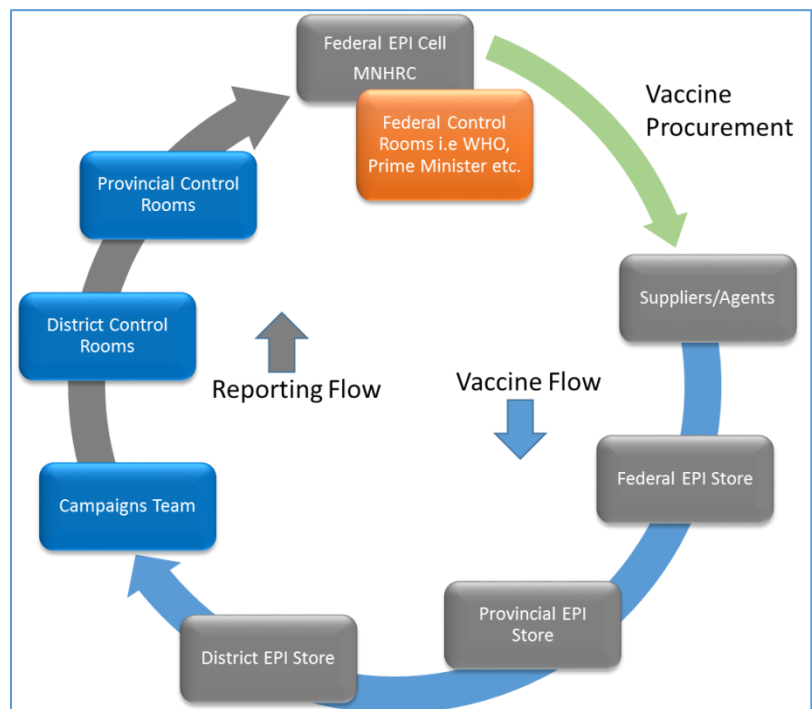 Federal EPI Cell
MNHRC
Federal Control
Rooms i.e WHO,
Prime Minister etc.
Vaccine
Procurement
Provincial Control
Rooms
Suppliers/Agents
District Control
Rooms
Reporting Flow
Vaccine Flow
Federal EPI Store
Campaigns Team
Provincial EPI
Store
District EPI Store